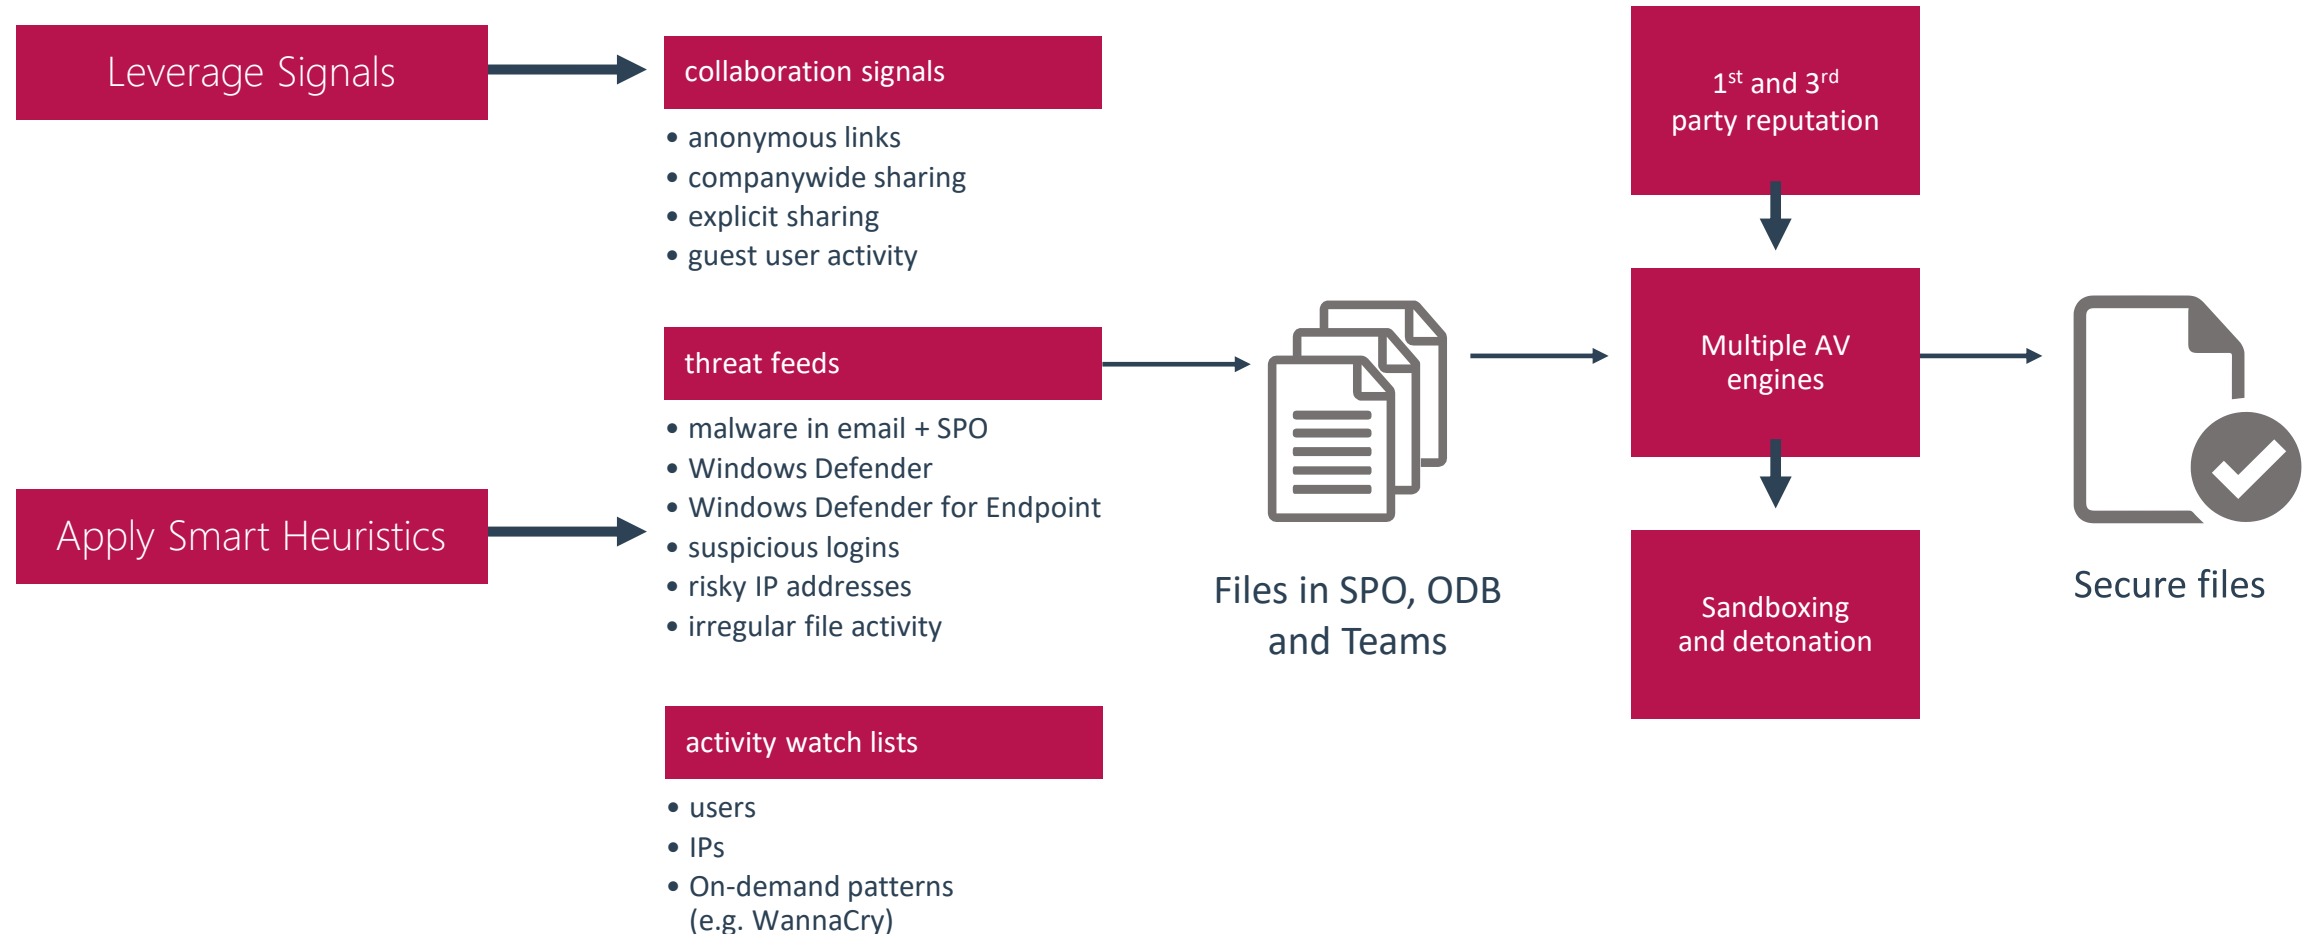 Leverage Signals
collaboration signals
• anonymous links
• companywide sharing
• explicit sharing
• guest user activity
Apply Smart Heuristics
threat feeds
• malware in email + SPO
• Windows Defender
• Windows Defender for Endpoint
• suspicious logins
• risky IP addresses
• irregular file activity
activity watch lists
• users
• IPs
• On-demand patterns
(e.g. WannaCry)
Files in SPO, ODB
and Teams
1st and 3rd
party reputation
Multiple AV
engines
Sandboxing
and detonation
Secure files